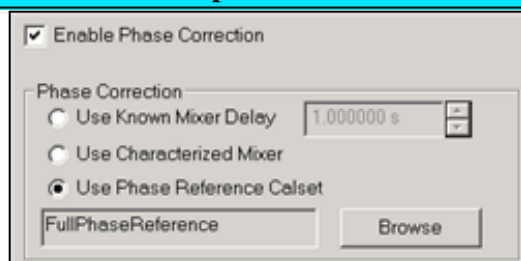 Enable Phase Correction
Phase Correction
Use Known Mixer Delay 1.000000 s
Use Characterized Mixer
Use Phase Reference Calset
FullPhaseReference Browse